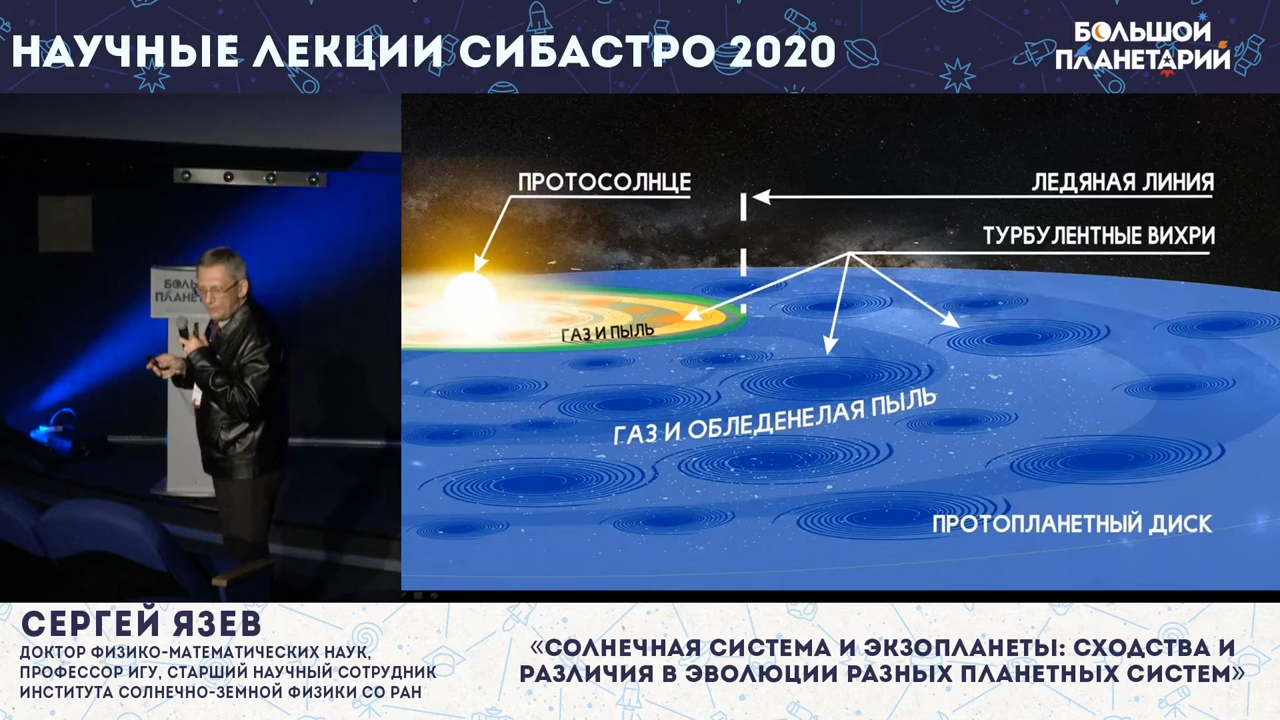 НАУЧНЫЕ ЛЕКЦИИ СИБАСТРО 2020
БОЛЬШОЙ
ПЛАНЕТАРИЙ
ПРОТОСОЛНЦЕ
ЛЕДЯНАЯ ЛИНИЯ
ТУРБУЛЕНТНЫЕ ВИХРИ
ГАЗ И ПЫЛЬ
ГАЗ И ОБЛЕДЕНЕЛАЯ ПЫЛЬ
ПРОТОПЛАНЕТНЫЙ ДИСК
СЕРГЕЙ ЯЗЕВ
ДОКТОР ФИЗИКО-МАТЕМАТИЧЕСКИХ НАУК,
ПРОФЕССОР ИГУ, СТАРШИЙ НАУЧНЫЙ СОТРУДНИК
ИНСТИТУТА СОЛНЕЧНО-ЗЕМНОЙ ФИЗИКИ СО РАН
«СОЛНЕЧНАЯ СИСТЕМА И ЭКЗОПЛАНЕТЫ: СХОДСТВА И
РАЗЛИЧИЯ В ЭВОЛЮЦИИ РАЗНЫХ ПЛАНЕТНЫХ СИСТЕМ»